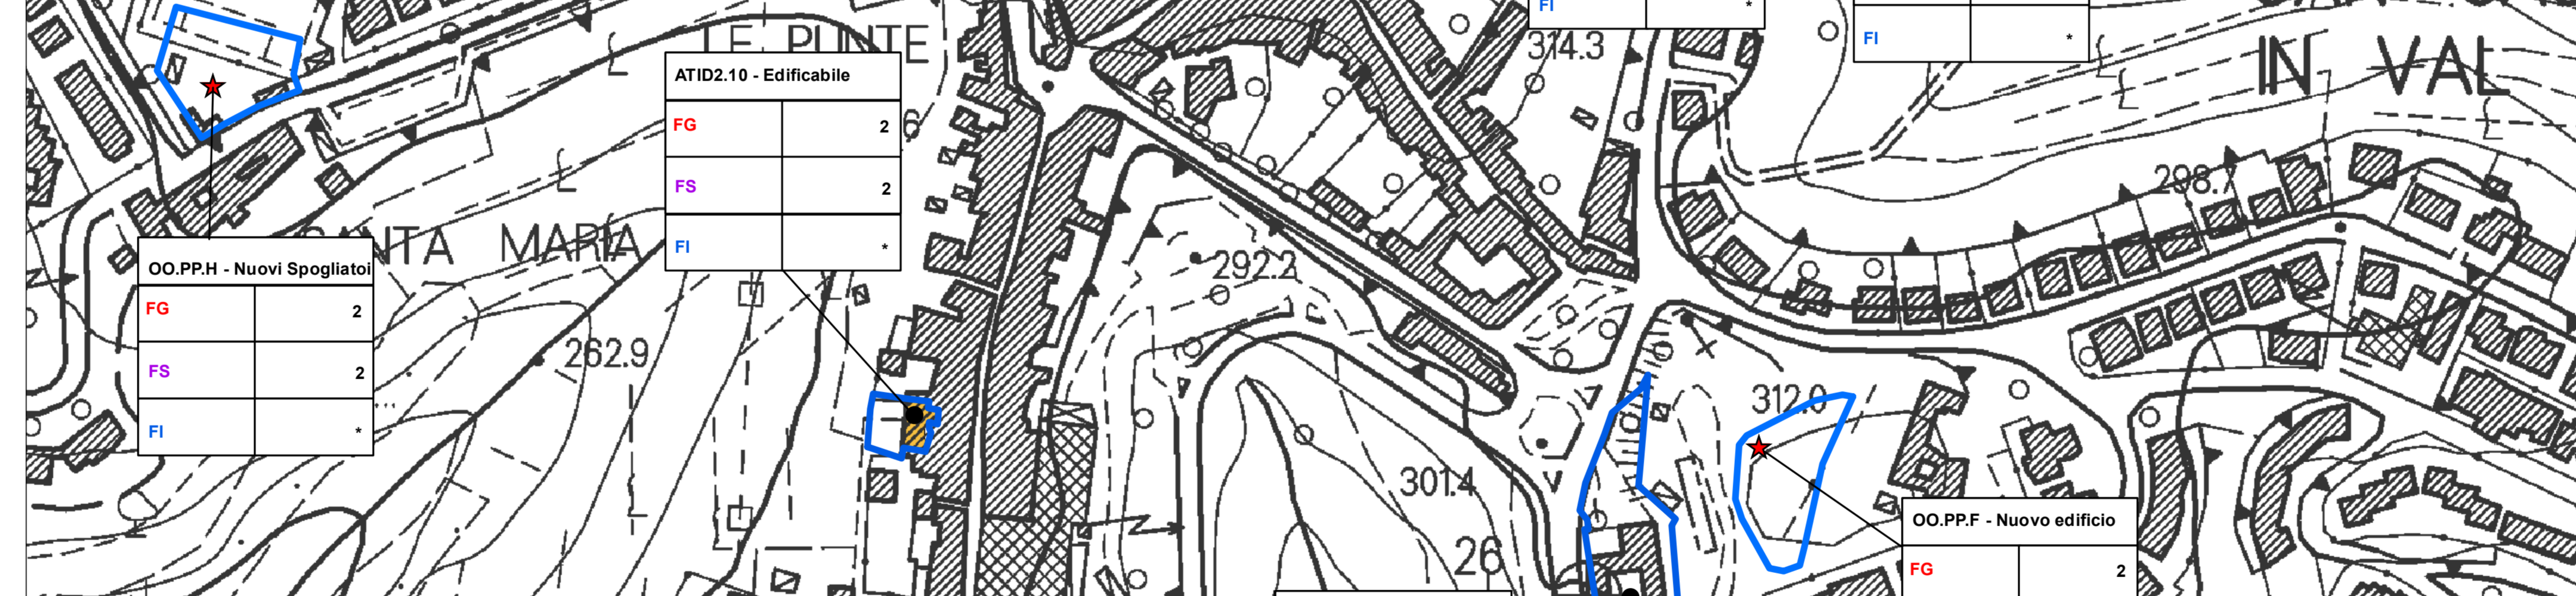 FI *
FI *
LE PUNTE
314.3
IN VAL
ATID2.10 - Edificabile
FG 2
FS 2
FI *
6
298.7
SANTA MARIA
292.2
OO.PP.H - Nuovi Spogliatoi
FG 2
FS 2
FI *
262.9
312.0
301.4
26
OO.PP.F - Nuovo edificio
FG 2